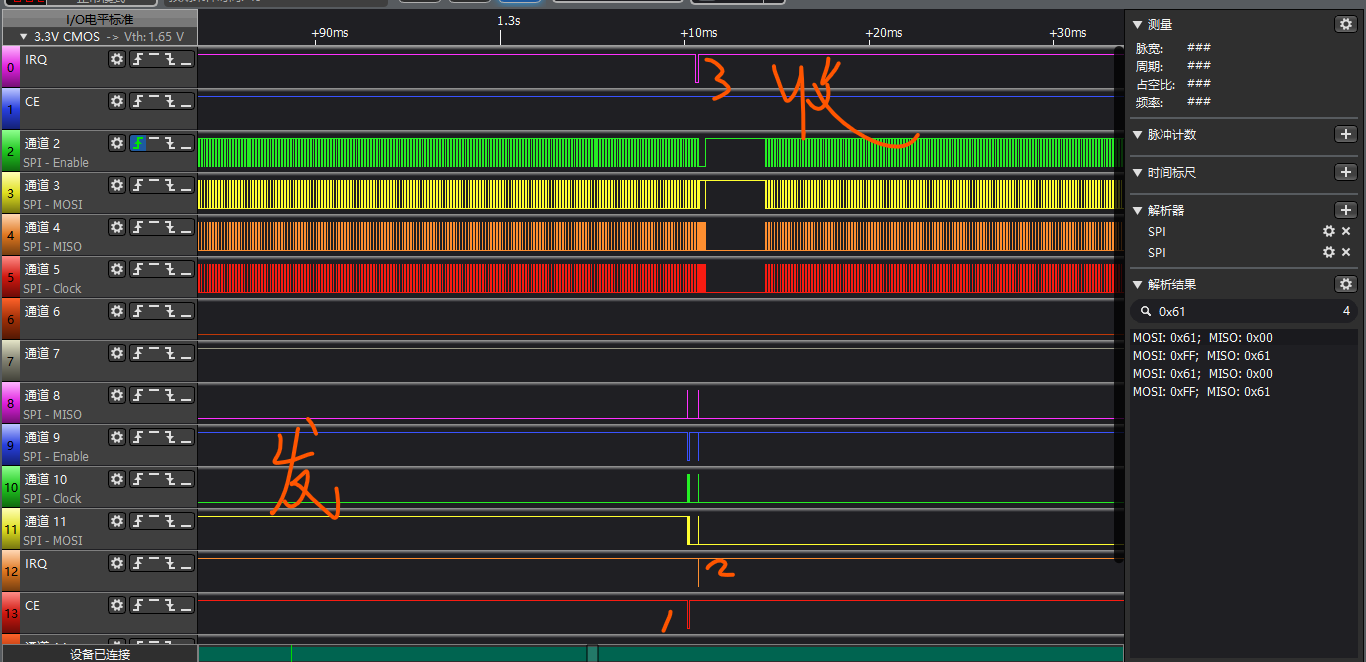 I/O电平标准
3.3V CMOS -> Vth: 1.65 V
+90ms
1.3s
+10ms
+20ms
+30ms
0 IRQ
3
收
1 CE
2 通道 2
SPI - Enable
3 通道 3
SPI - MOSI
4 通道 4
SPI - MISO
5 通道 5
SPI - Clock
6 通道 6
7 通道 7
8 通道 8
SPI - MISO
9 通道 9
SPI - Enable
发
10 通道 10
SPI - Clock
11 通道 11
SPI - MOSI
12 IRQ
2
13 CE
1
设备已连接
测量
脉宽: ###
周期: ###
占空比: ###
频率: ###
脉冲计数
时间标尺
解析器
SPI
SPI
解析结果
0x61 4
MOSI: 0x61; MISO: 0x00
MOSI: 0xFF; MISO: 0x61
MOSI: 0x61; MISO: 0x00
MOSI: 0xFF; MISO: 0x61